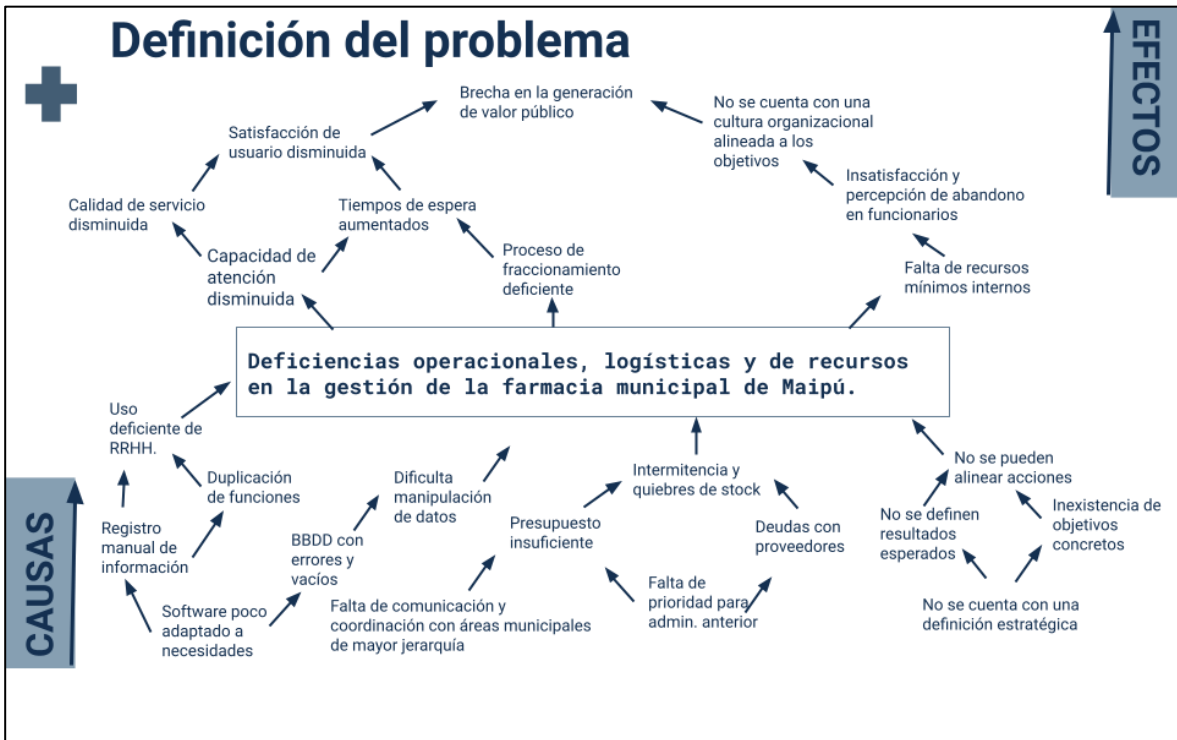 Definición del problema
EFECTOS
Brecha en la generación
de valor público
No se cuenta con una
cultura organizacional
alineada a los
objetivos
Satisfacción de
usuario disminuida
Insatisfacción y
percepción de abandono
en funcionarios
Calidad de servicio
disminuida
Tiempos de espera
aumentados
Capacidad de
atención
disminuida
Proceso de
fraccionamiento
deficiente
Falta de recursos
mínimos internos
Deficiencias operacionales, logísticas y de recursos
en la gestión de la farmacia municipal de Maipú.
CAUSAS
Uso
deficiente de
RRHH.
Duplicación
de funciones
Dificulta
manipulación
de datos
Intermitencia y
quiebres de stock
No se pueden
alinear acciones
Registro
manual de
información
BBDD con
errores y
vacíos
Presupuesto
insuficiente
Deudas con
proveedores
No se definen
resultados
esperados
Inexistencia de
objetivos
concretos
Software poco
adaptado a
necesidades
Falta de comunicación y
coordinación con áreas municipales
de mayor jerarquía
Falta de
prioridad para
admin. anterior
No se cuenta con una
definición estratégica